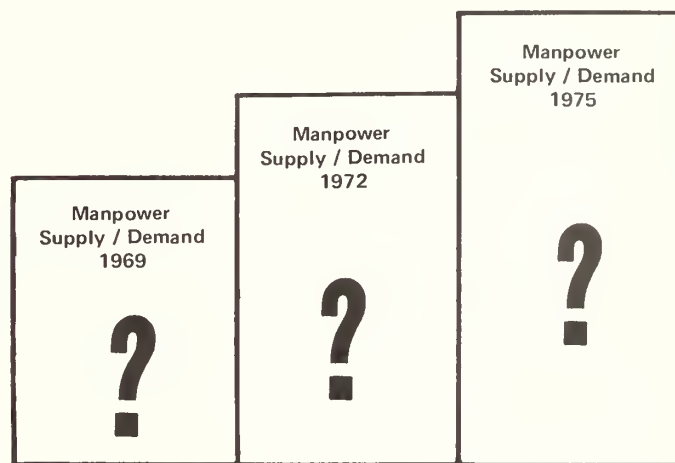 Manpower
Supply / Demand
1969
?
Manpower
Supply / Demand
1972
?
Manpower
Supply / Demand
1975
?